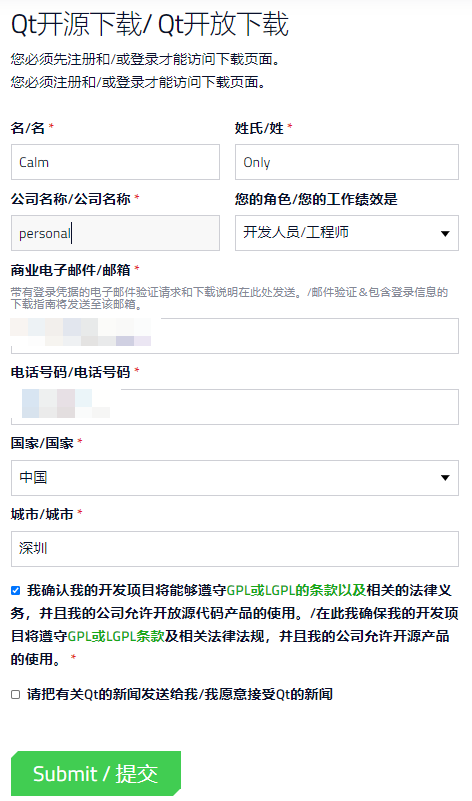 Qt开源下载/ Qt开放下载
您必须先注册和/或登录才能访问下载页面。
您必须注册和/或登录才能访问下载页面。
名/名 *
姓氏/姓 *
Calm
Only
公司名称/公司名称 *
您的角色/您的工作绩效是
personal
开发人员/工程师
商业电子邮件/邮箱 *
带有登录凭据的电子邮件验证请求和下载说明在此处发送。/邮件验证＆包含登录信息的
下载指南将发送至该邮箱。
电话号码/电话号码 *
国家/国家 *
中国
城市/城市 *
深圳
我确认我的开发项目将能够遵守GPL或LGPL的条款以及相关的法律义
务，并且我的公司允许开放源代码产品的使用。/在此我确保我的开发项
目将遵守GPL或LGPL条款及相关法律法规，并且我的公司允许开源产品
的使用。 *
请把有关Qt的新闻发送给我/我愿意接受Qt的新闻
Submit / 提交